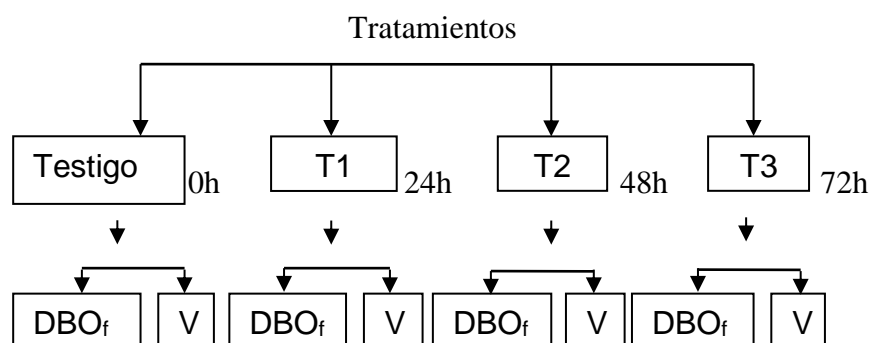 Tratamientos
Testigo 0h T1 24h T2 48h T3 72h
DBOf V DBOf V DBOf V DBOf V